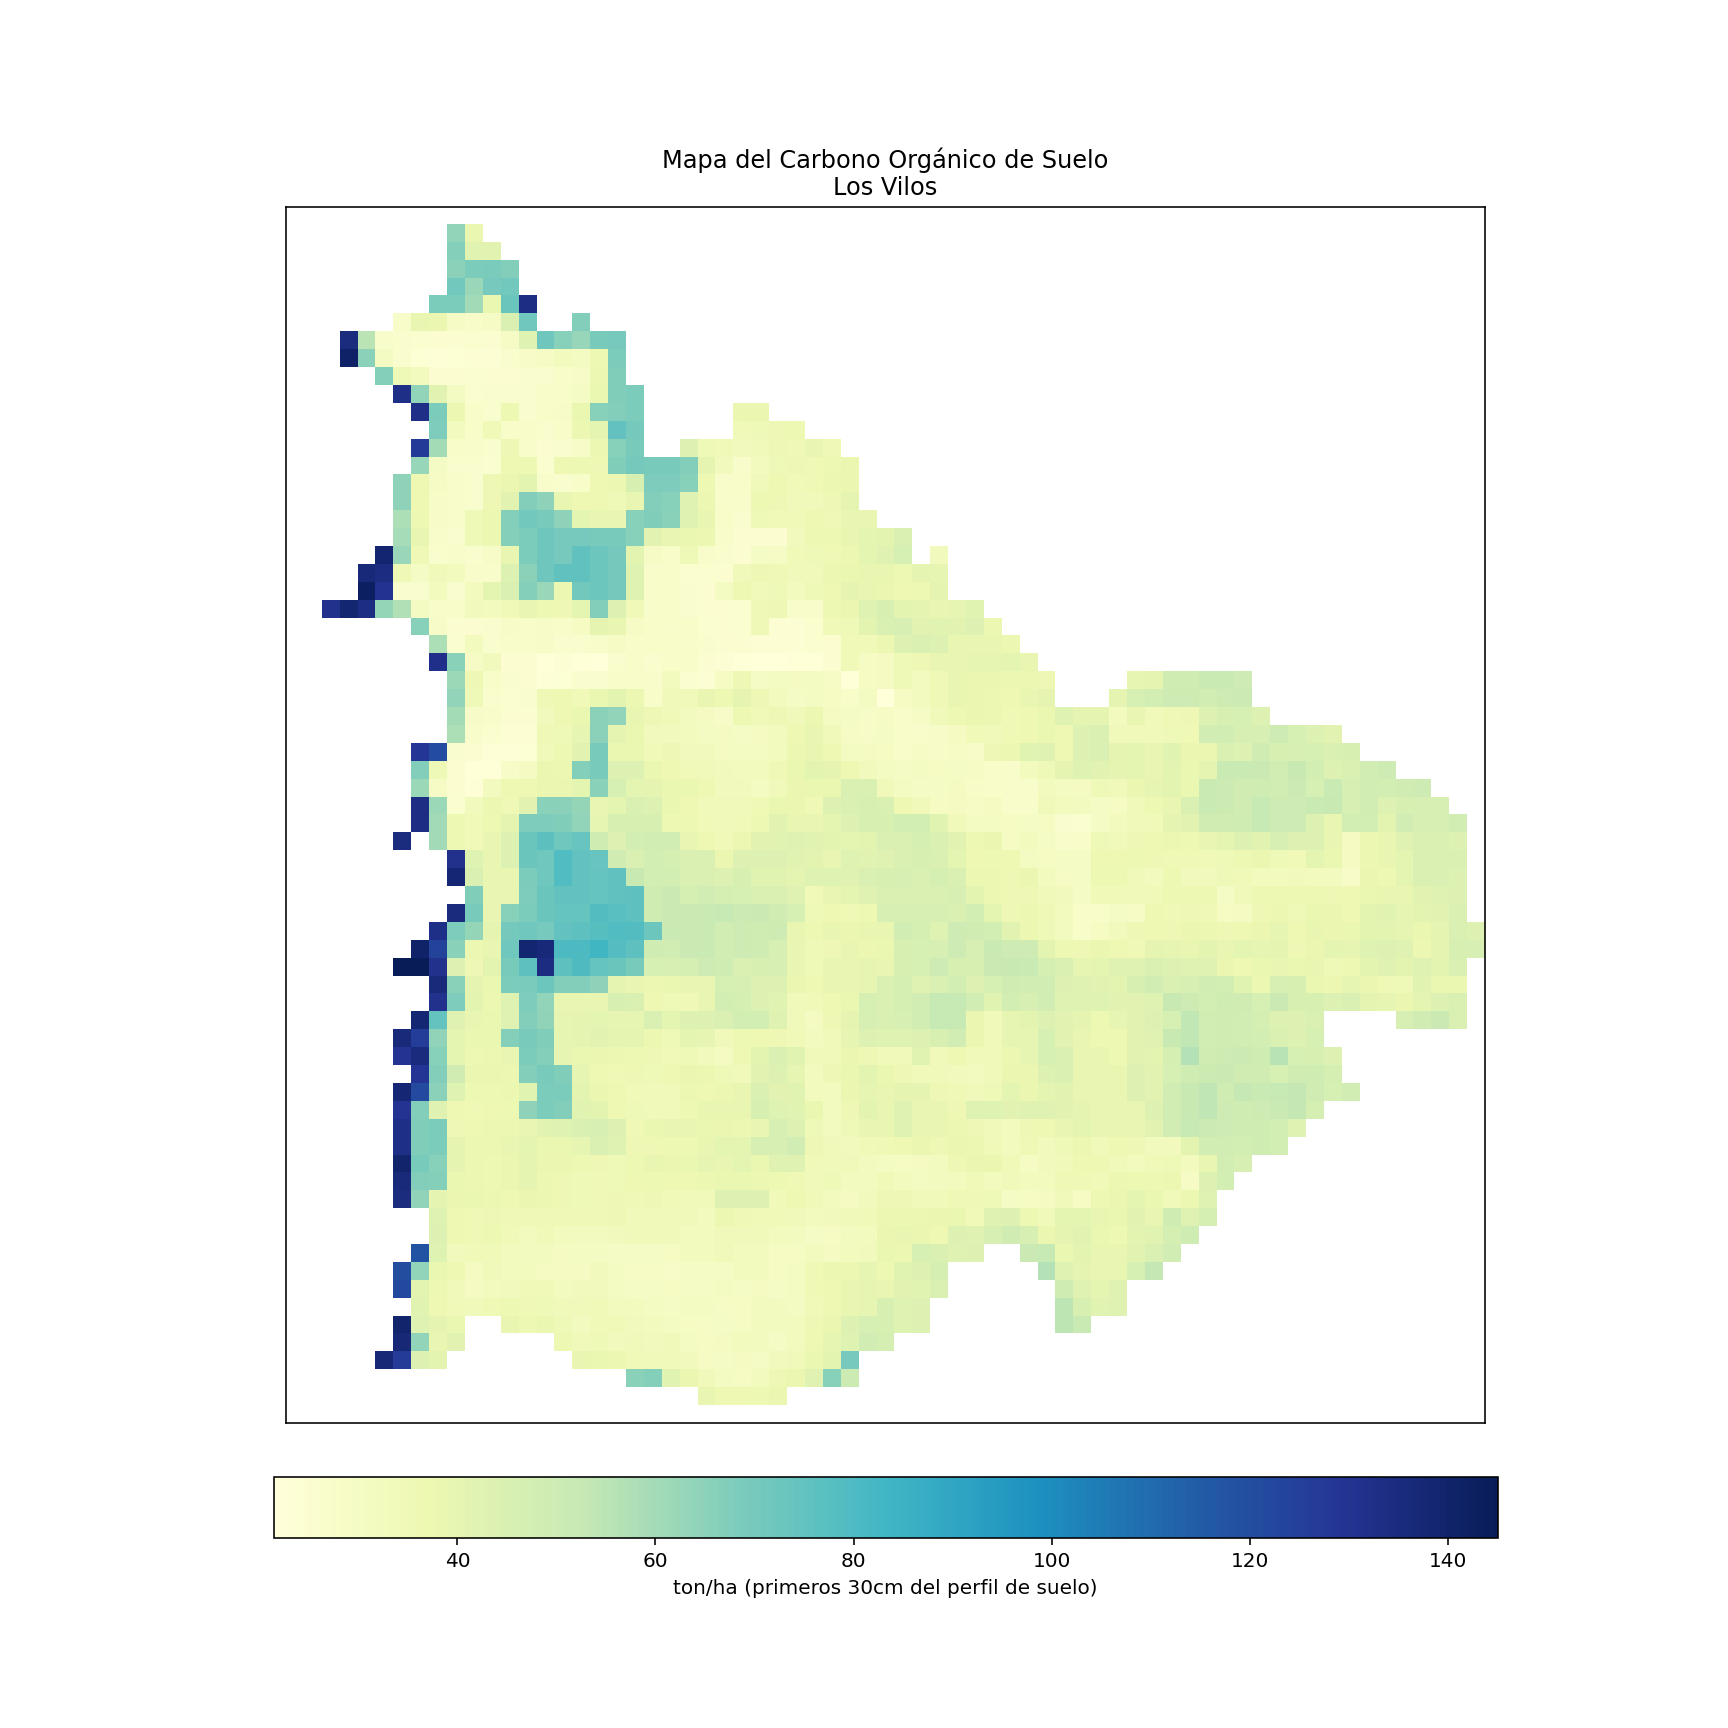 Mapa del Carbono Orgánico de Suelo
Los Vilos
40 60 80 100 120 140
ton/ha (primeros 30cm del perfil de suelo)